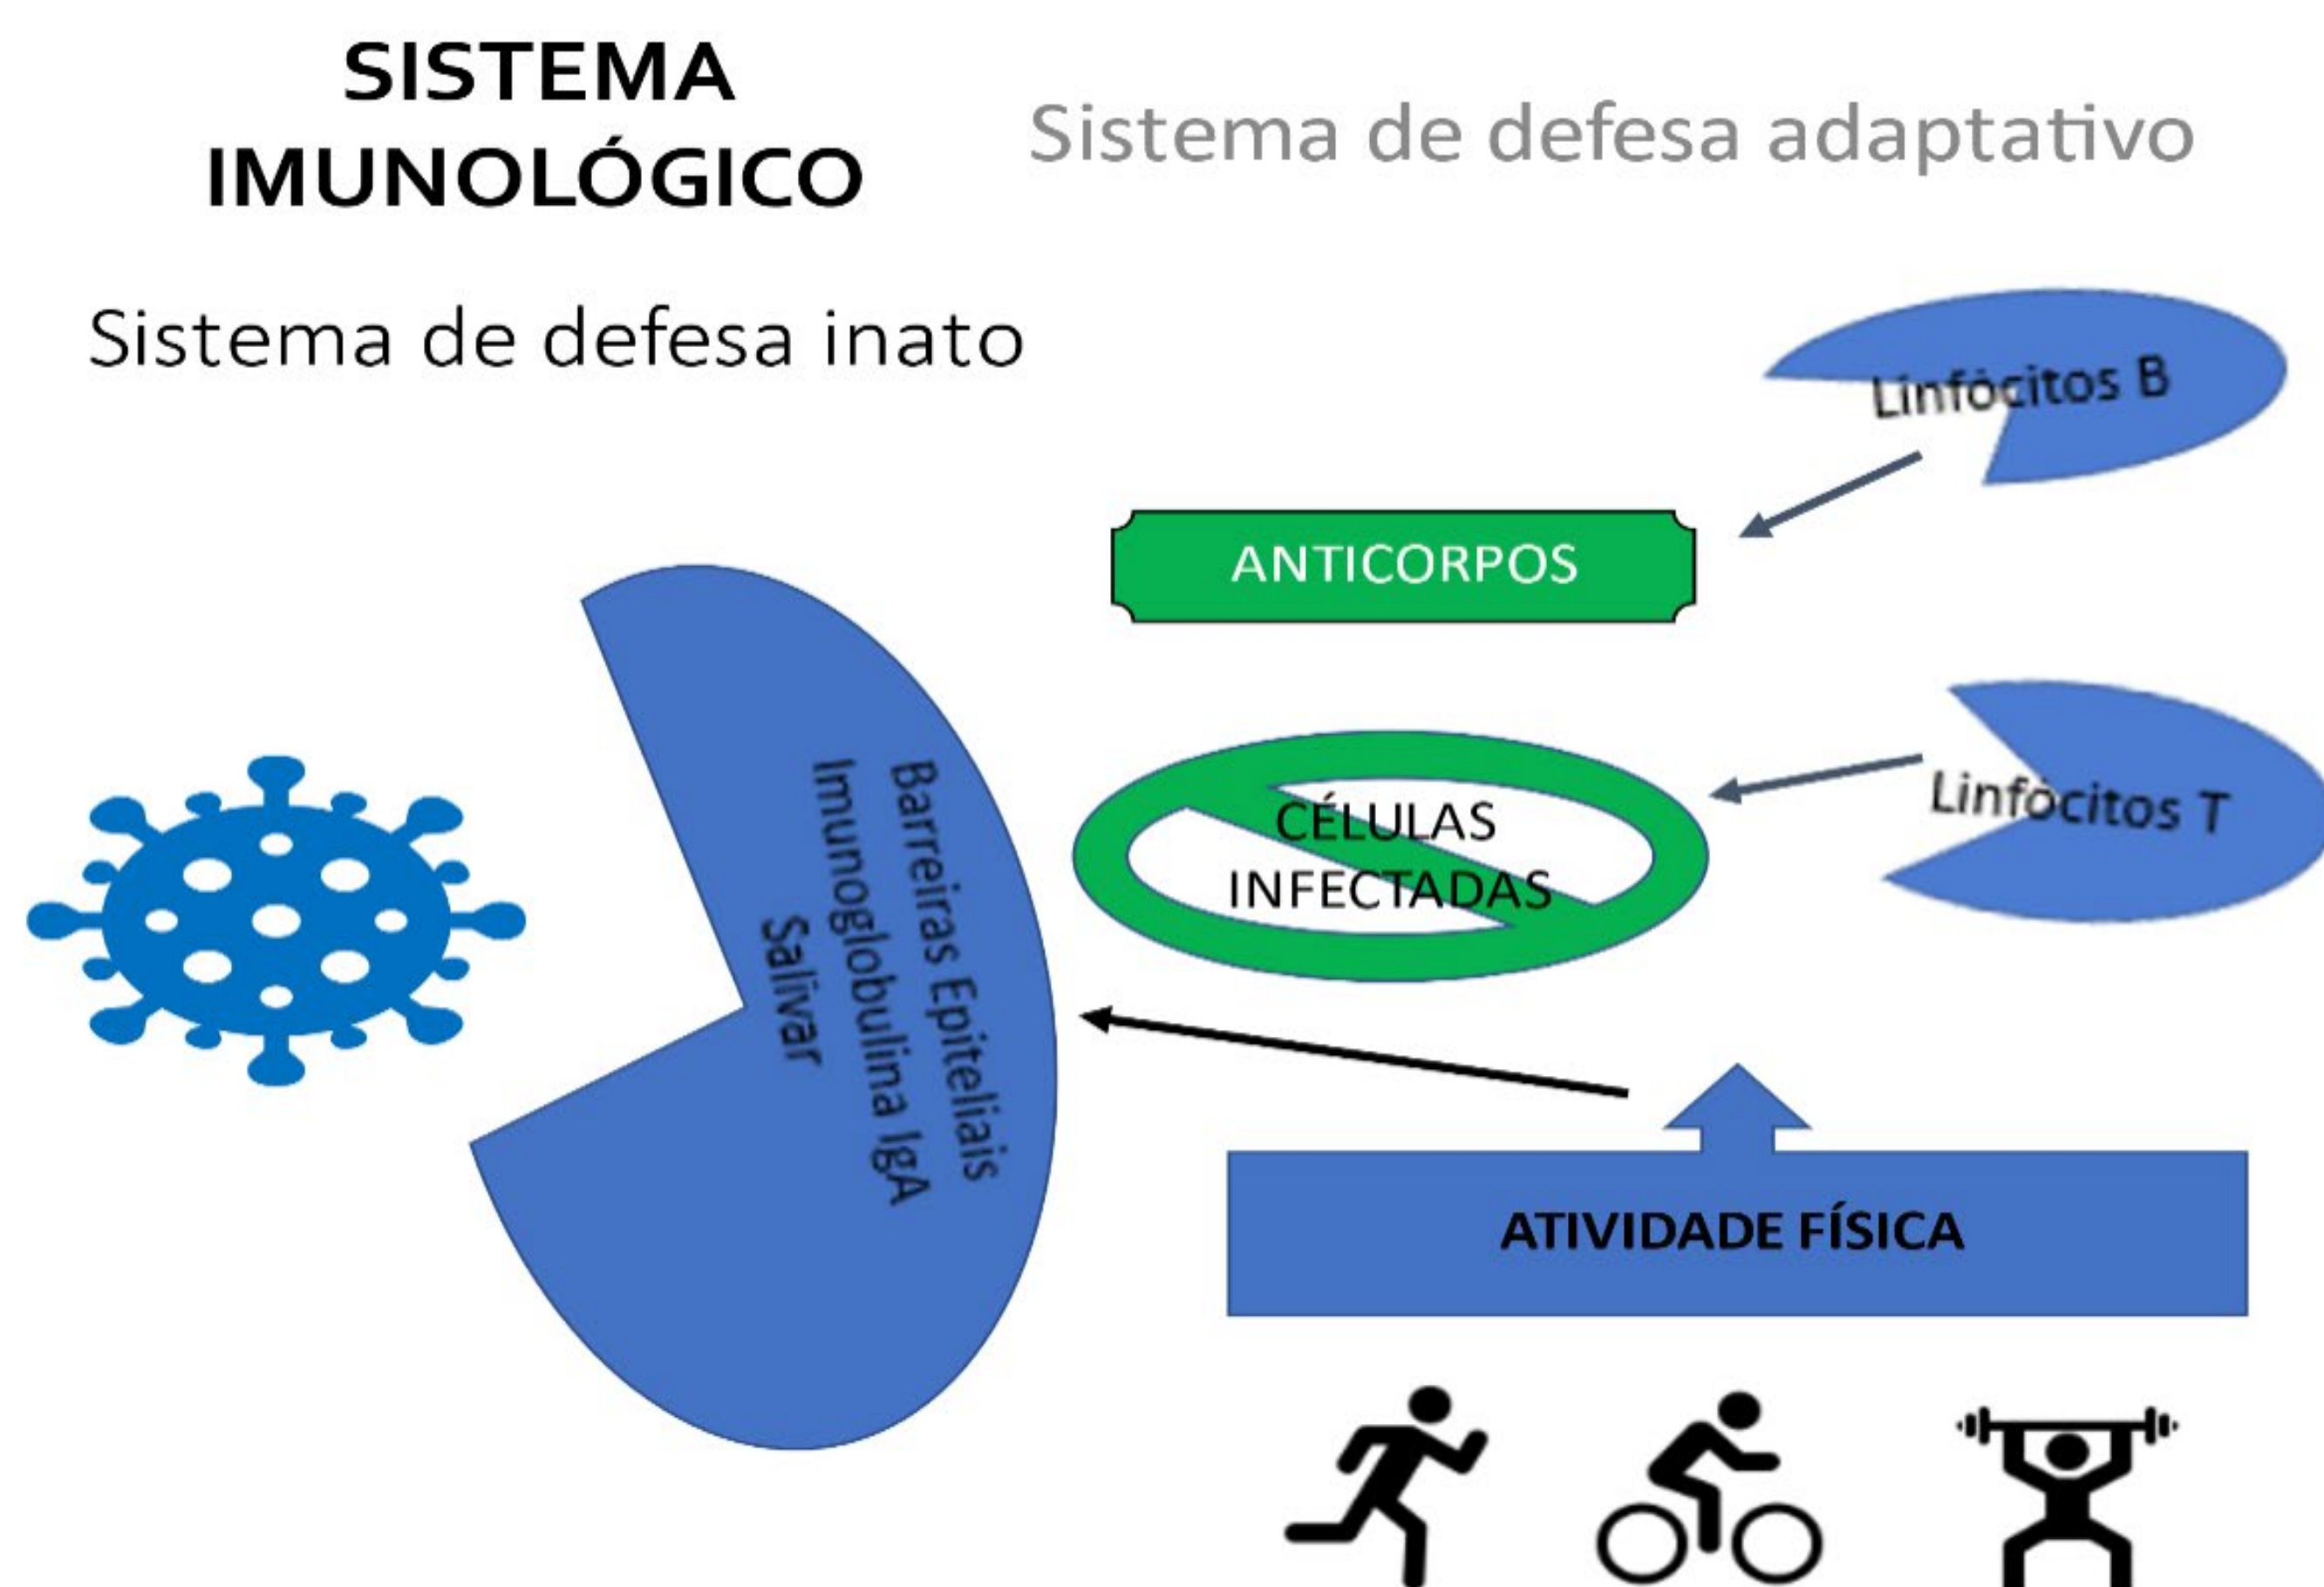 SISTEMA
IMUNOLÓGICO
Sistema de defesa adaptativo
Sistema de defesa inato
Linfócitos B
ANTICORPOS
Barreiras Epiteliais
Imunoglobulina IgA
Salivar
CÉLULAS
INFECTADAS
Linfócitos T
ATIVIDADE FÍSICA